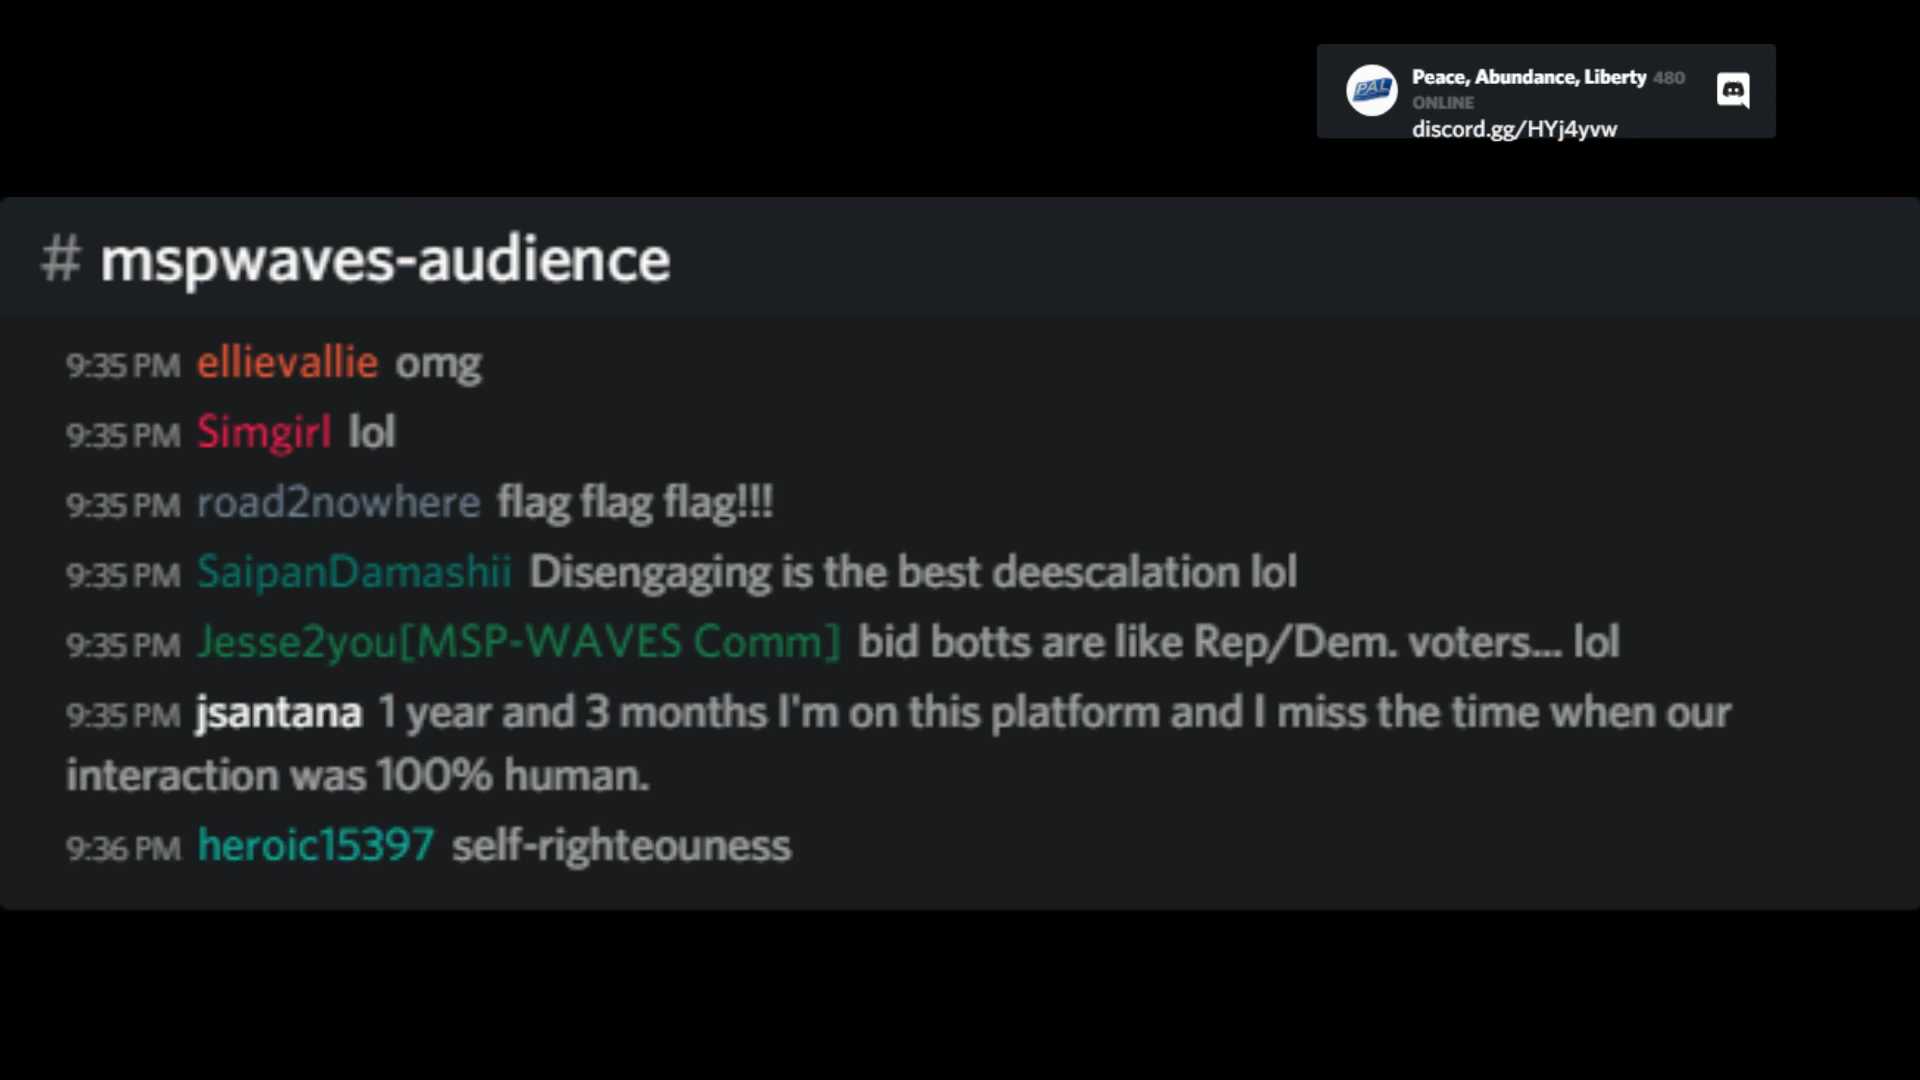 PAL Peace, Abundance, Liberty 480
ONLINE
discord.gg/HYj4yvw
# mspwaves-audience
9:35 PM ellievallie omg
9:35 PM Simgirl lol
9:35 PM road2nowhere flag flag flag!!!
9:35 PM SaipanDamashii Disengaging is the best deescalation lol
9:35 PM Jesse2you[MSP-WAVES Comm] bid botts are like Rep/Dem. voters... lol
9:35 PM jsantana 1 year and 3 months I'm on this platform and I miss the time when our
interaction was 100% human.
9:36 PM heroic15397 self-righteouness